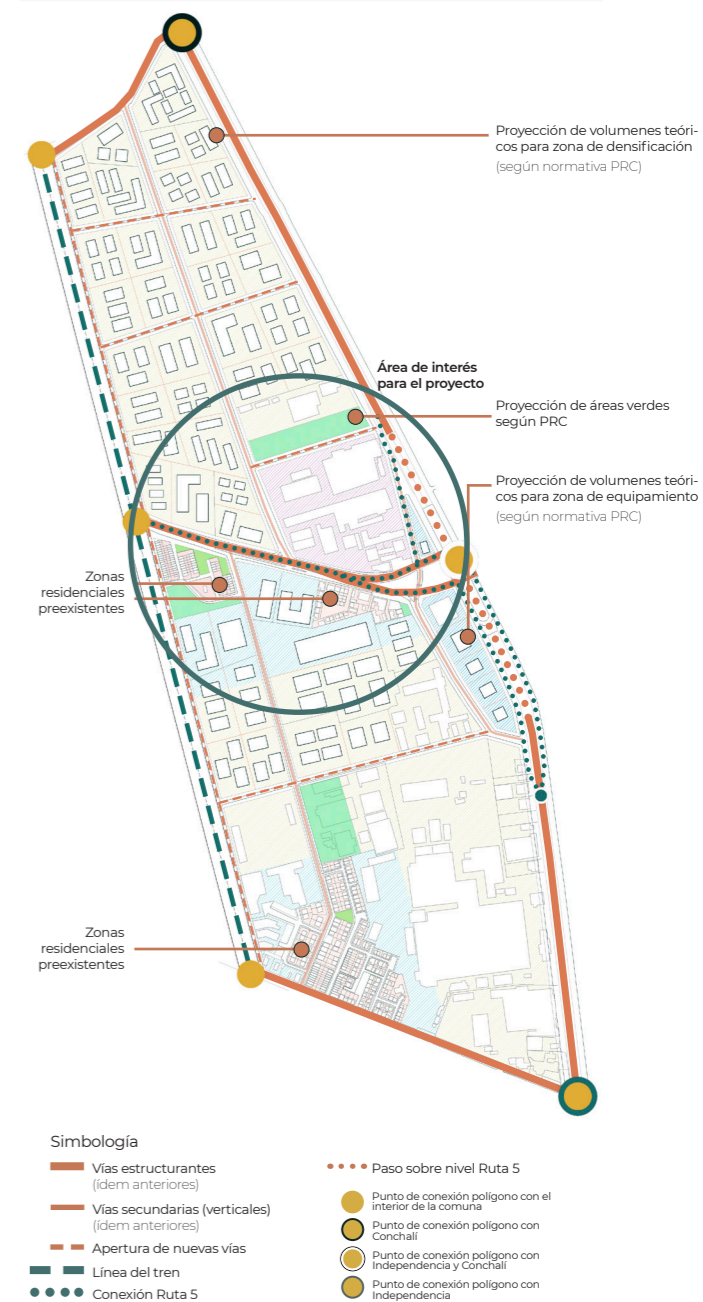 Proyección de volumenes teóri-
cos para zona de densificación
(según normativa PRC)
Área de interés
para el proyecto
Proyección de áreas verdes
según PRC
Proyección de volumenes teóri-
cos para zona de equipamiento
(según normativa PRC)
Zonas
residenciales
preexistentes
Zonas
residenciales
preexistentes
Simbología
Vías estructurantes
(ídem anteriores)
Vías secundarias (verticales)
(ídem anteriores)
Apertura de nuevas vías
Línea del tren
Conexión Ruta 5
Paso sobre nivel Ruta 5
Punto de conexión polígono con el
interior de la comuna
Punto de conexión polígono con
Conchalí
Punto de conexión polígono con
Independencia y Conchalí
Punto de conexión polígono con
Independencia